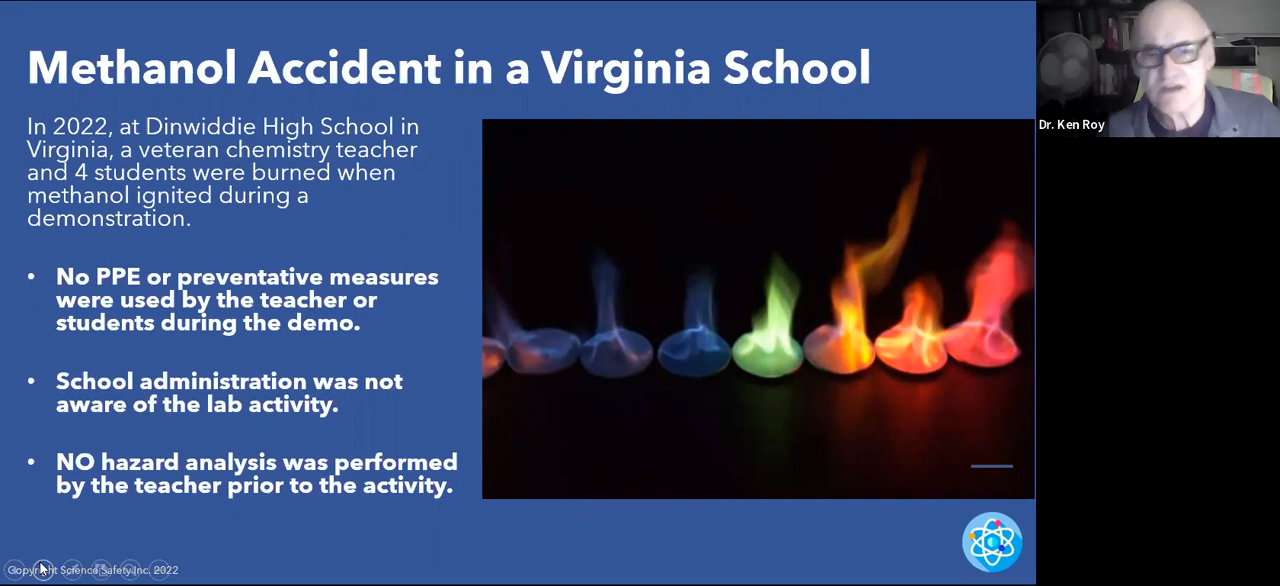 Methanol Accident in a Virginia School
In 2022, at Dinwiddie High School in
Virginia, a veteran chemistry teacher
and 4 students were burned when
methanol ignited during a
demonstration.
• No PPE or preventative measures
were used by the teacher or
students during the demo.
• School administration was not
aware of the lab activity.
• NO hazard analysis was performed
by the teacher prior to the activity.
Copyright Science Safety Inc. 2022
Dr. Ken Roy